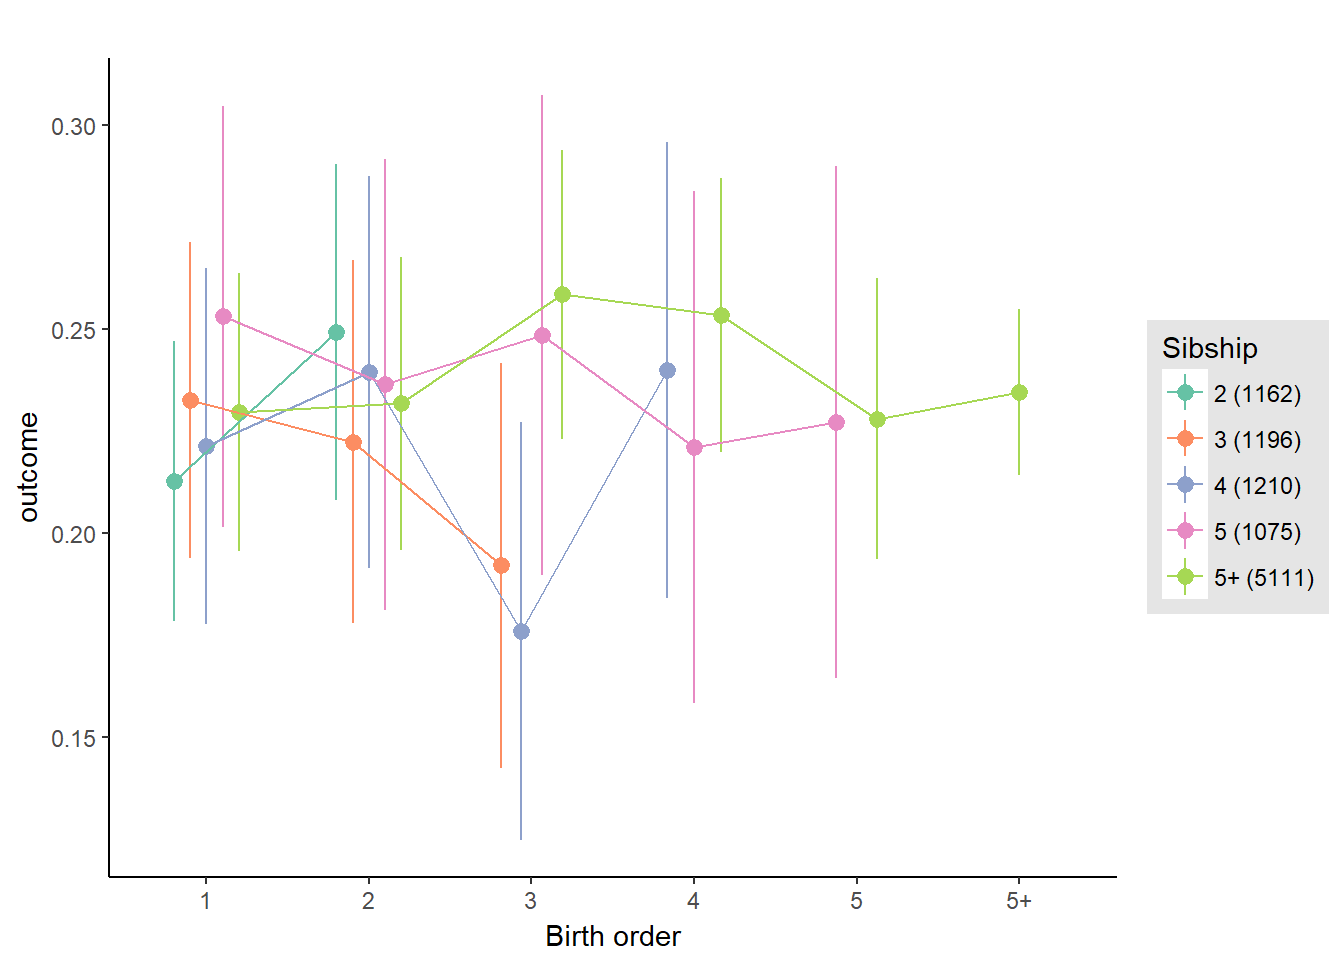 0.30
0.25
0.20
0.15
outcome
1 2 3 4 5 5+
Birth order
Sibship
2 (1162)
3 (1196)
4 (1210)
5 (1075)
5+ (5111)